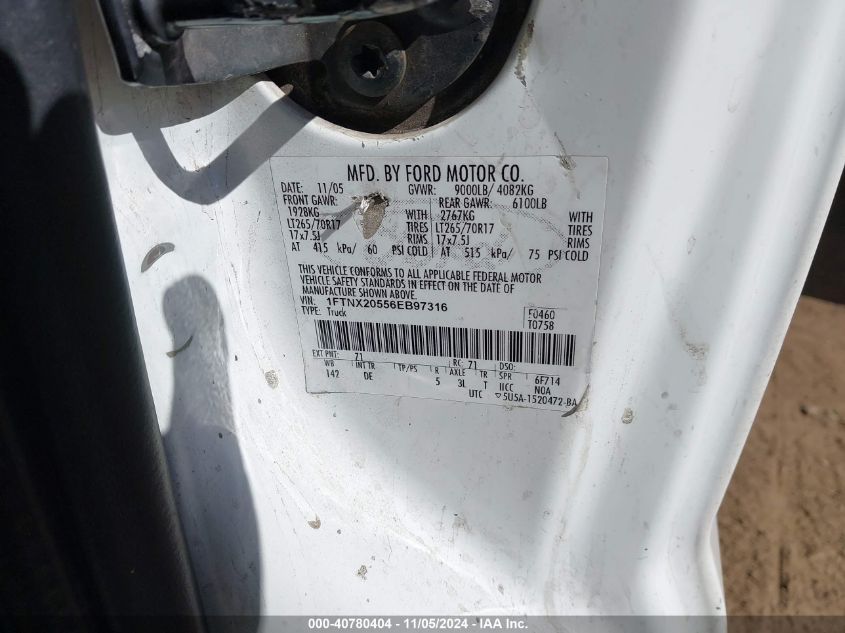 MFD. BY FORD MOTOR CO.
DATE: 11/05 GVWR: 9000LB/ 4082KG
FRONT GAWR: REAR GAWR: 6100LB
1928KG WITH 2767KG WITH
LT265/70R17 TIRES LT265/70R17 TIRES
17x7.5J RIMS 17x7.5J RIMS
AT 415 kPa/ 60 PSI COLD AT 515 kPa/ 75 PSI COLD
THIS VEHICLE CONFORMS TO ALL APPLICABLE FEDERAL MOTOR
VEHICLE SAFETY STANDARDS IN EFFECT ON THE DATE OF
MANUFACTURE SHOWN ABOVE.
VIN: 1FTNX20556EB97316
TYPE: Truck
F0460
T0758
EXT PNT: Z1 RC: 71 DSO:
WB INT TR TP/PS R AXLE TR SPR
142 DE 5 3L T 6F714
IICC NOA
UTC 5USA-1520472-BA
000-40780404 - 11/05/2024 - IAA Inc.